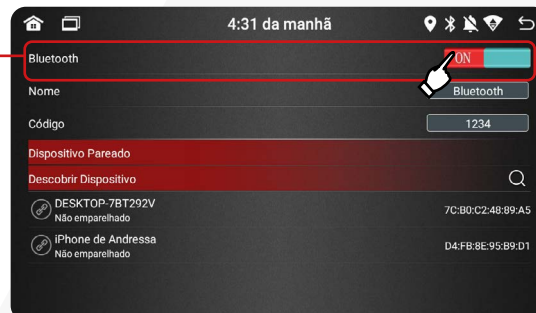 4:31 da manhã
Bluetooth
ON
Nome
Bluetooth
Código
1234
Dispositivo Pareado
Descobrir Dispositivo
DESKTOP-7BT292V
Não emparelhado
7C:B0:C2:48:89:A5
iPhone de Andressa
Não emparelhado
D4:FB:8E:95:B9:D1